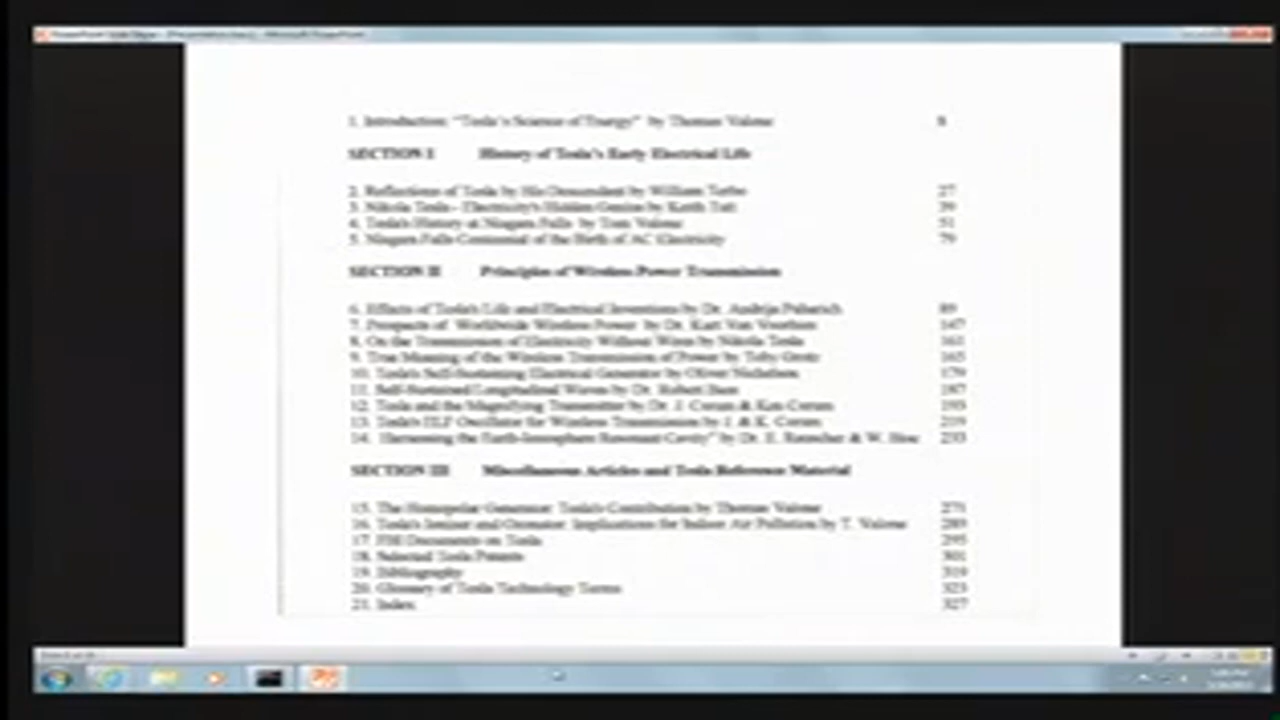 1. Introduction: "Tesla's Science of Energy" by Thomas Valone 8
SECTION I History of Tesla's Early Electrical Life
2. Reflections of Tesla by His Descendant by William Terbo 27
3. Nikola Tesla - Electricity's Hidden Genius by Keith Tutt 39
4. Tesla's History at Niagara Falls by Tom Valone 51
5. Niagara Falls Centennial of the Birth of AC Electricity 79
SECTION II Principles of Wireless Power Transmission
6. Effects of Tesla's Life and Electrical Inventions by Dr. Andrija Puharich 89
7. Prospects of Worldwide Wireless Power by Dr. Kurt Van Voorhies 147
8. On the Transmission of Electricity Without Wires by Nikola Tesla 161
9. True Meaning of the Wireless Transmission of Power by Toby Grotz 165
10. Tesla's Self-Sustaining Electrical Generator by Oliver Nichelson 179
11. Self-Sustained Longitudinal Waves by Dr. Robert Bass 187
12. Tesla and the Magnifying Transmitter by Dr. J. Corum & Ken Corum 193
13. Tesla's ELF Oscillator for Wireless Transmission by J. & K. Corum 219
14. Harnessing the Earth-Ionosphere Resonant Cavity" by Dr. E. Rauscher & W. 233
SECTION III Miscellaneous Articles and Tesla Reference Material
15. The Homopolar Generator: Tesla's Contribution by Thomas Valone 271
16. Tesla's Ionizer and Ozonator: Implications for Indoor Air Pollution by T. Valone 289
17. FBI Documents on Tesla 295
18. Selected Tesla Patents 301
19. Bibliography 319
20. Glossary of Tesla Technology Terms 323
21. Index 327